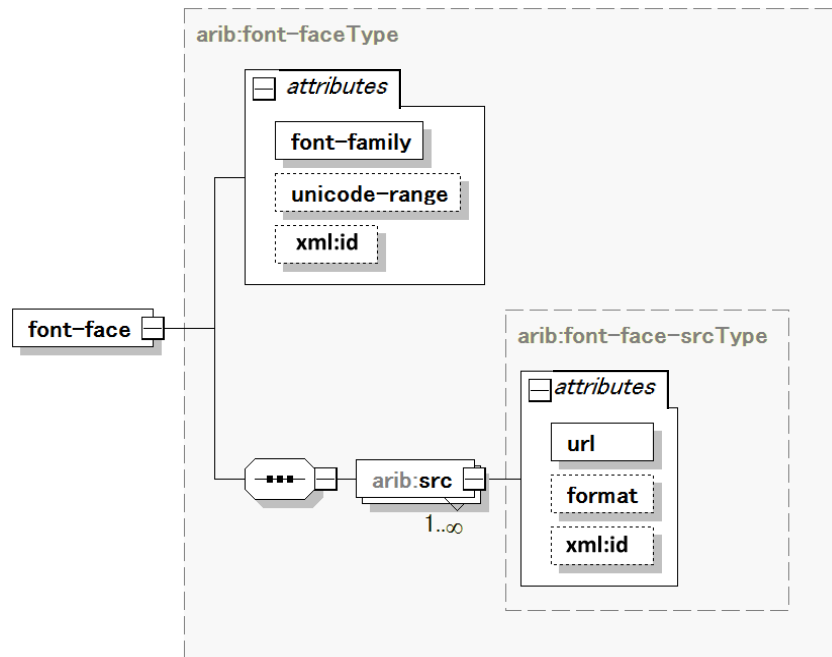 arib:font-faceType
attributes
font-family
unicode-range
xml:id
font-face
arib:font-face-srcType
attributes
url
arib:src
format
1..∞
xml:id